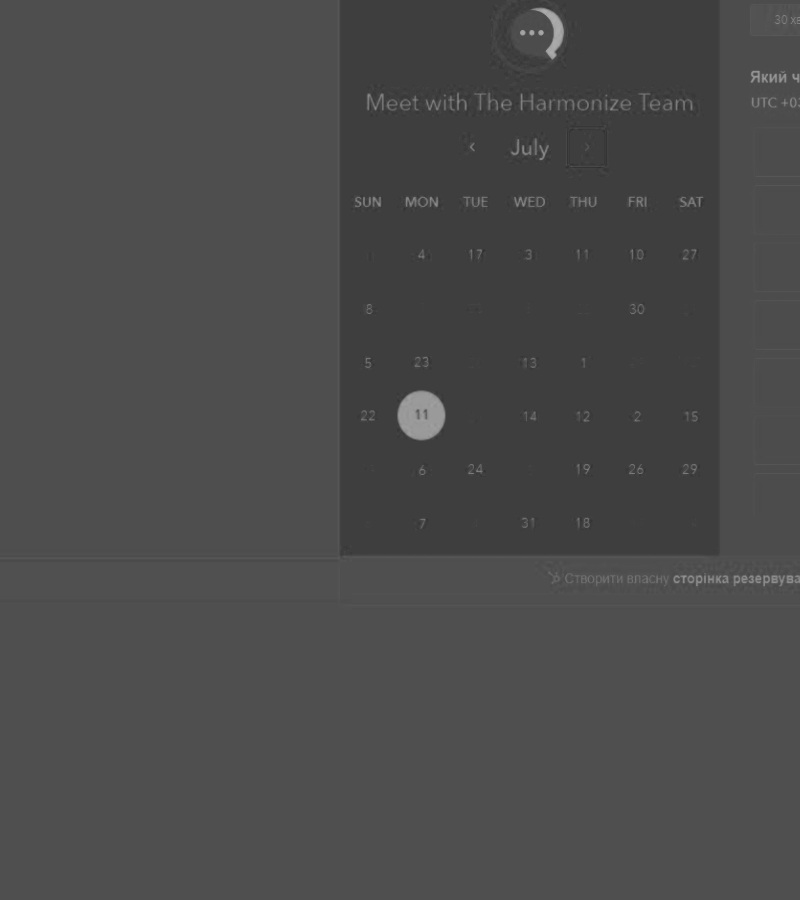 Meet with The Harmonize Team
July
SUN MON TUE WED THU FRI SAT
4 17 3 11 10 27
8 30
5 23 13 1
22 11 14 12 2 15
6 24 19 26 29
7 31 18
30 хв
Який ч
UTC +03
Створити власну сторінка резервува